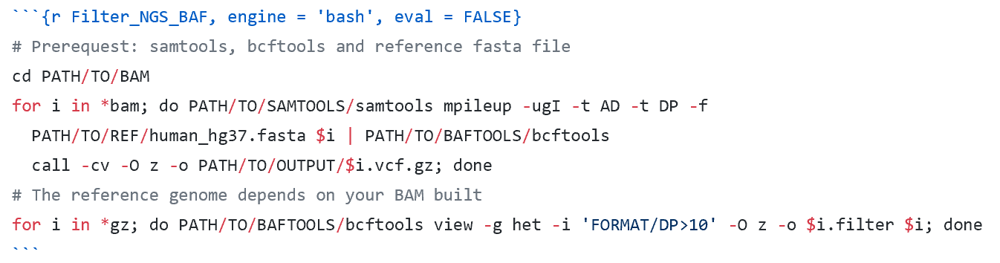 ```{r Filter_NGS_BAF, engine = 'bash', eval = FALSE}
# Prerequest: samtools, bcftools and reference fasta file
cd PATH/TO/BAM
for i in *bam; do PATH/TO/SAMTOOLS/samtools mpileup -ugI -t AD -t DP -f
  PATH/TO/REF/human_hg37.fasta $i | PATH/TO/BAFTOOLS/bcftools
  call -cv -O z -o PATH/TO/OUTPUT/$i.vcf.gz; done
# The reference genome depends on your BAM built
for i in *gz; do PATH/TO/BAFTOOLS/bcftools view -g het -i 'FORMAT/DP>10' -O z -o $i.filter $i; done
```